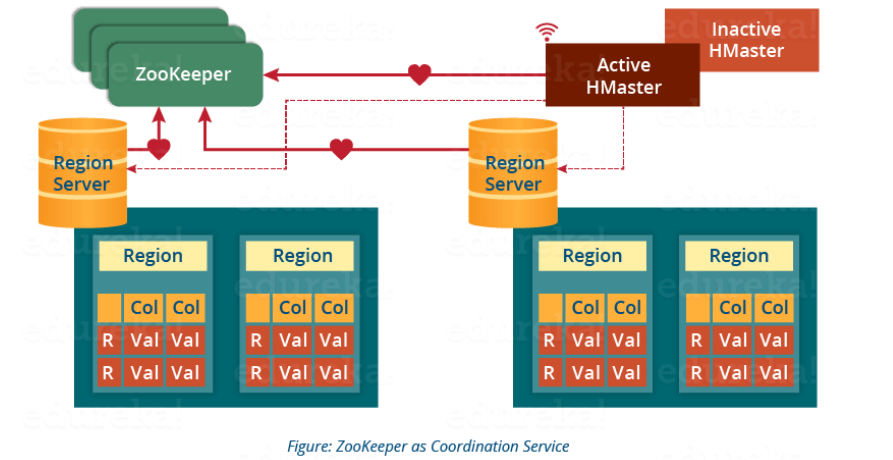 Inactive
HMaster
ZooKeeper
Active
HMaster
Region
Server
Region
Server
Region
Region
Region
Region
Col Col
Col Col
Col Col
Col Col
R Val Val
R Val Val
R Val Val
R Val Val
R Val Val
R Val Val
R Val Val
R Val Val
Figure: ZooKeeper as Coordination Service
edureka!